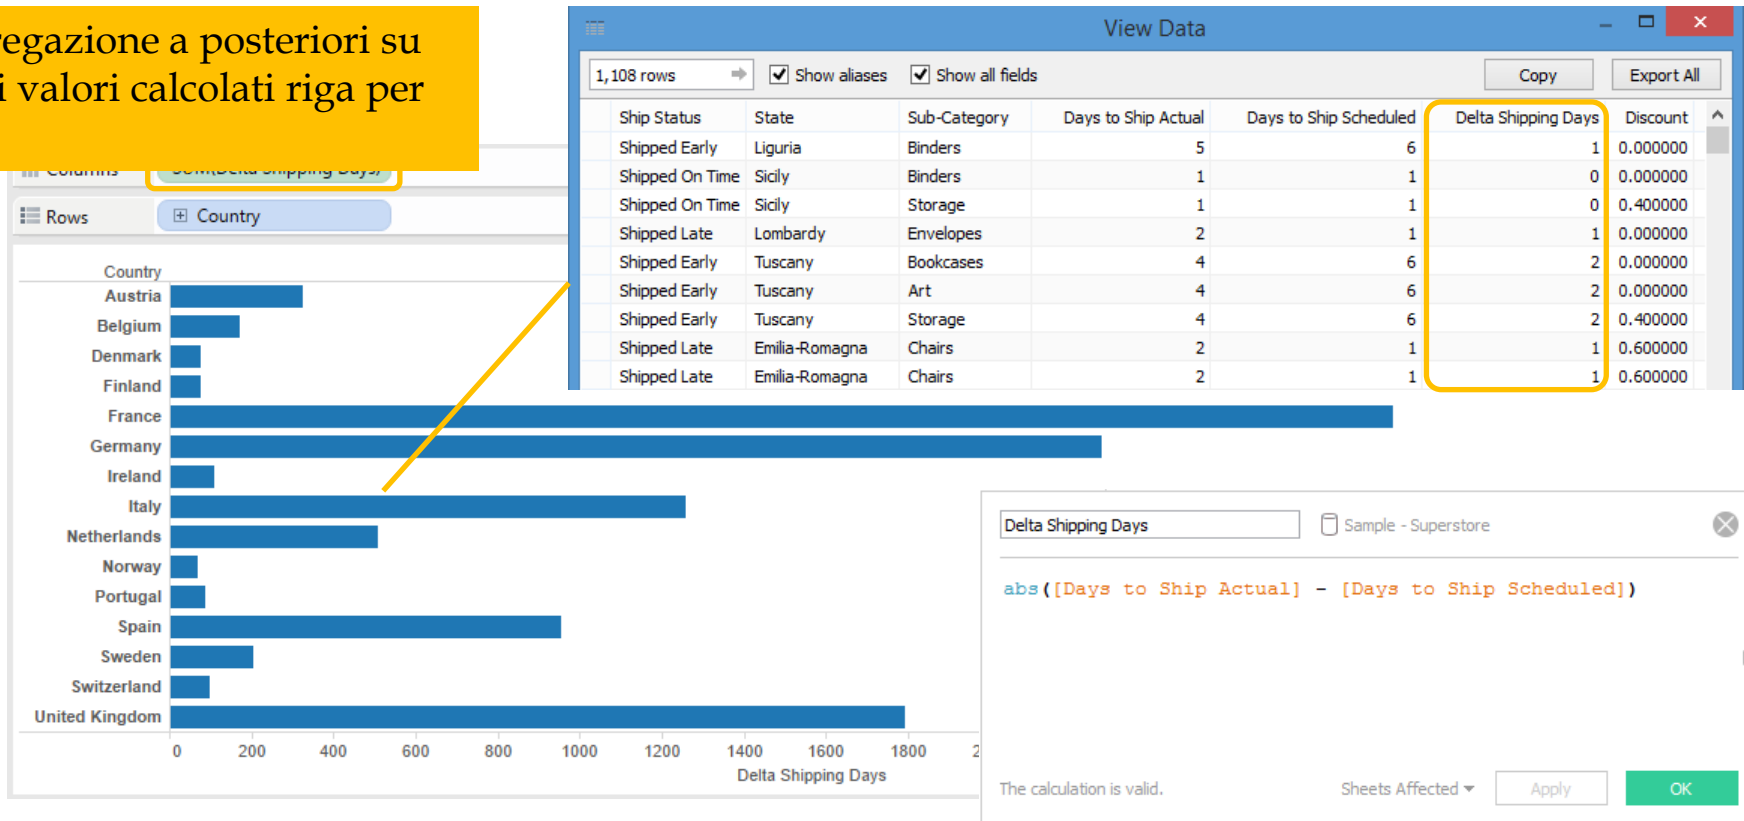 egazione a posteriori su
i valori calcolati riga per
Columns SUM(Delta Shipping Days)
Rows Country
View Data
1,108 rows Show aliases Show all fields Copy Export All
Ship Status State Sub-Category Days to Ship Actual Days to Ship Scheduled Delta Shipping Days Discount
Shipped Early Liguria Binders 5 6 1 0.000000
Shipped On Time Sicily Binders 1 1 0 0.000000
Shipped On Time Sicily Storage 1 1 0 0.400000
Shipped Late Lombardy Envelopes 2 1 1 0.000000
Shipped Early Tuscany Bookcases 4 6 2 0.000000
Shipped Early Tuscany Art 4 6 2 0.000000
Shipped Early Tuscany Storage 4 6 2 0.400000
Shipped Late Emilia-Romagna Chairs 2 1 1 0.600000
Shipped Late Emilia-Romagna Chairs 2 1 1 0.600000
Country
Austria
Belgium
Denmark
Finland
France
Germany
Ireland
Italy
Netherlands
Norway
Portugal
Spain
Sweden
Switzerland
United Kingdom
0 200 400 600 800 1000 1200 1400 1600 1800 2
Delta Shipping Days
Delta Shipping Days Sample - Superstore
abs([Days to Ship Actual] - [Days to Ship Scheduled])
The calculation is valid. Sheets Affected Apply OK